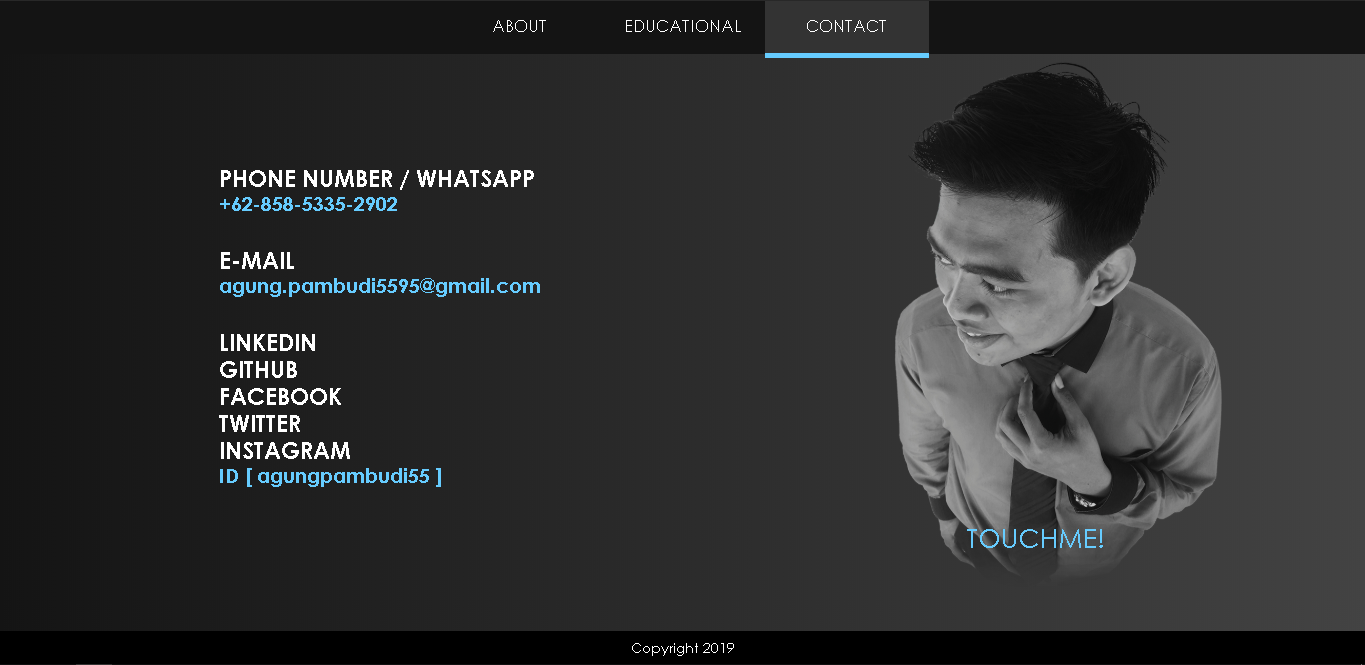 ABOUT
EDUCATIONAL
CONTACT
PHONE NUMBER / WHATSAPP
+62-858-5335-2902
E-MAIL
agung.pambudi5595@gmail.com
LINKEDIN
GITHUB
FACEBOOK
TWITTER
INSTAGRAM
ID [ agungpambudi55 ]
TOUCHME!
Copyright 2019